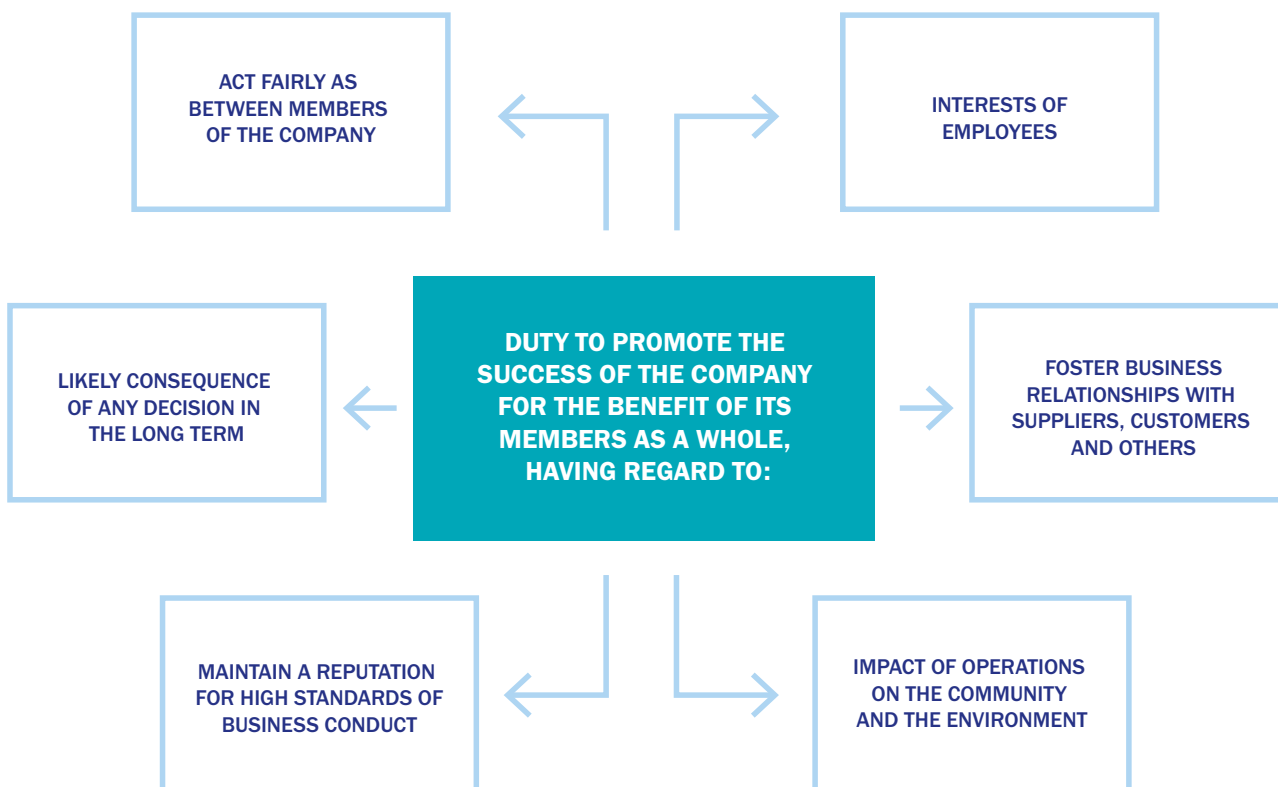 ACT FAIRLY AS
BETWEEN MEMBERS
OF THE COMPANY
INTERESTS OF
EMPLOYEES
LIKELY CONSEQUENCE
OF ANY DECISION IN
THE LONG TERM
DUTY TO PROMOTE THE
SUCCESS OF THE COMPANY
FOR THE BENEFIT OF ITS
MEMBERS AS A WHOLE,
HAVING REGARD TO:
FOSTER BUSINESS
RELATIONSHIPS WITH
SUPPLIERS, CUSTOMERS
AND OTHERS
MAINTAIN A REPUTATION
FOR HIGH STANDARDS OF
BUSINESS CONDUCT
IMPACT OF OPERATIONS
ON THE COMMUNITY
AND THE ENVIRONMENT